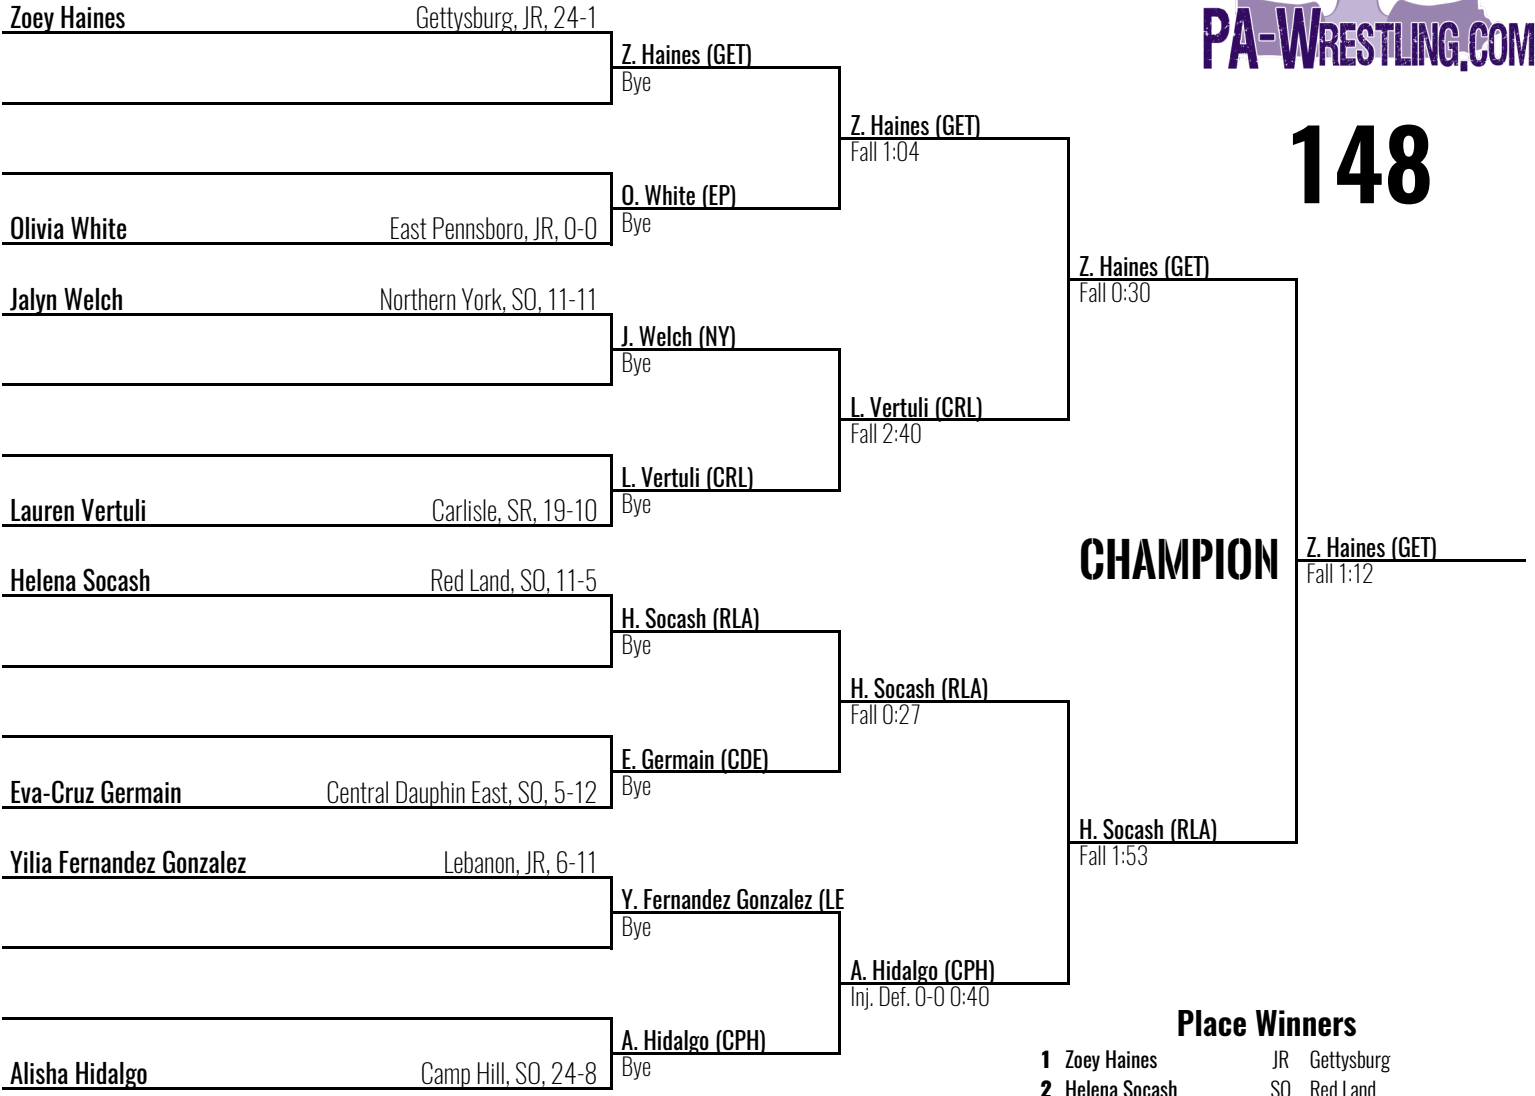 Zoey Haines Gettysburg, JR, 24-1
PA-WRESTLING.COM
Z. Haines (GET)
Bye
148
Z. Haines (GET)
Fall 1:04
O. White (EP)
Bye
Olivia White East Pennsboro, JR, 0-0
Z. Haines (GET)
Fall 0:30
Jalyn Welch Northern York, SO, 11-11
J. Welch (NY)
Bye
L. Vertuli (CRL)
Fall 2:40
L. Vertuli (CRL)
Bye
Lauren Vertuli Carlisle, SR, 19-10
CHAMPION
Z. Haines (GET)
Fall 1:12
Helena Socash Red Land, SO, 11-5
H. Socash (RLA)
Bye
H. Socash (RLA)
Fall 0:27
E. Germain (CDE)
Bye
Eva-Cruz Germain Central Dauphin East, SO, 5-12
H. Socash (RLA)
Fall 1:53
Yilia Fernandez Gonzalez Lebanon, JR, 6-11
Y. Fernandez Gonzalez (LE
Bye
A. Hidalgo (CPH)
Inj. Def. 0-0 0:40
A. Hidalgo (CPH)
Bye
Alisha Hidalgo Camp Hill, SO, 24-8
Place Winners
1 Zoey Haines JR Gettysburg
2 Helena Socash SO Red Land